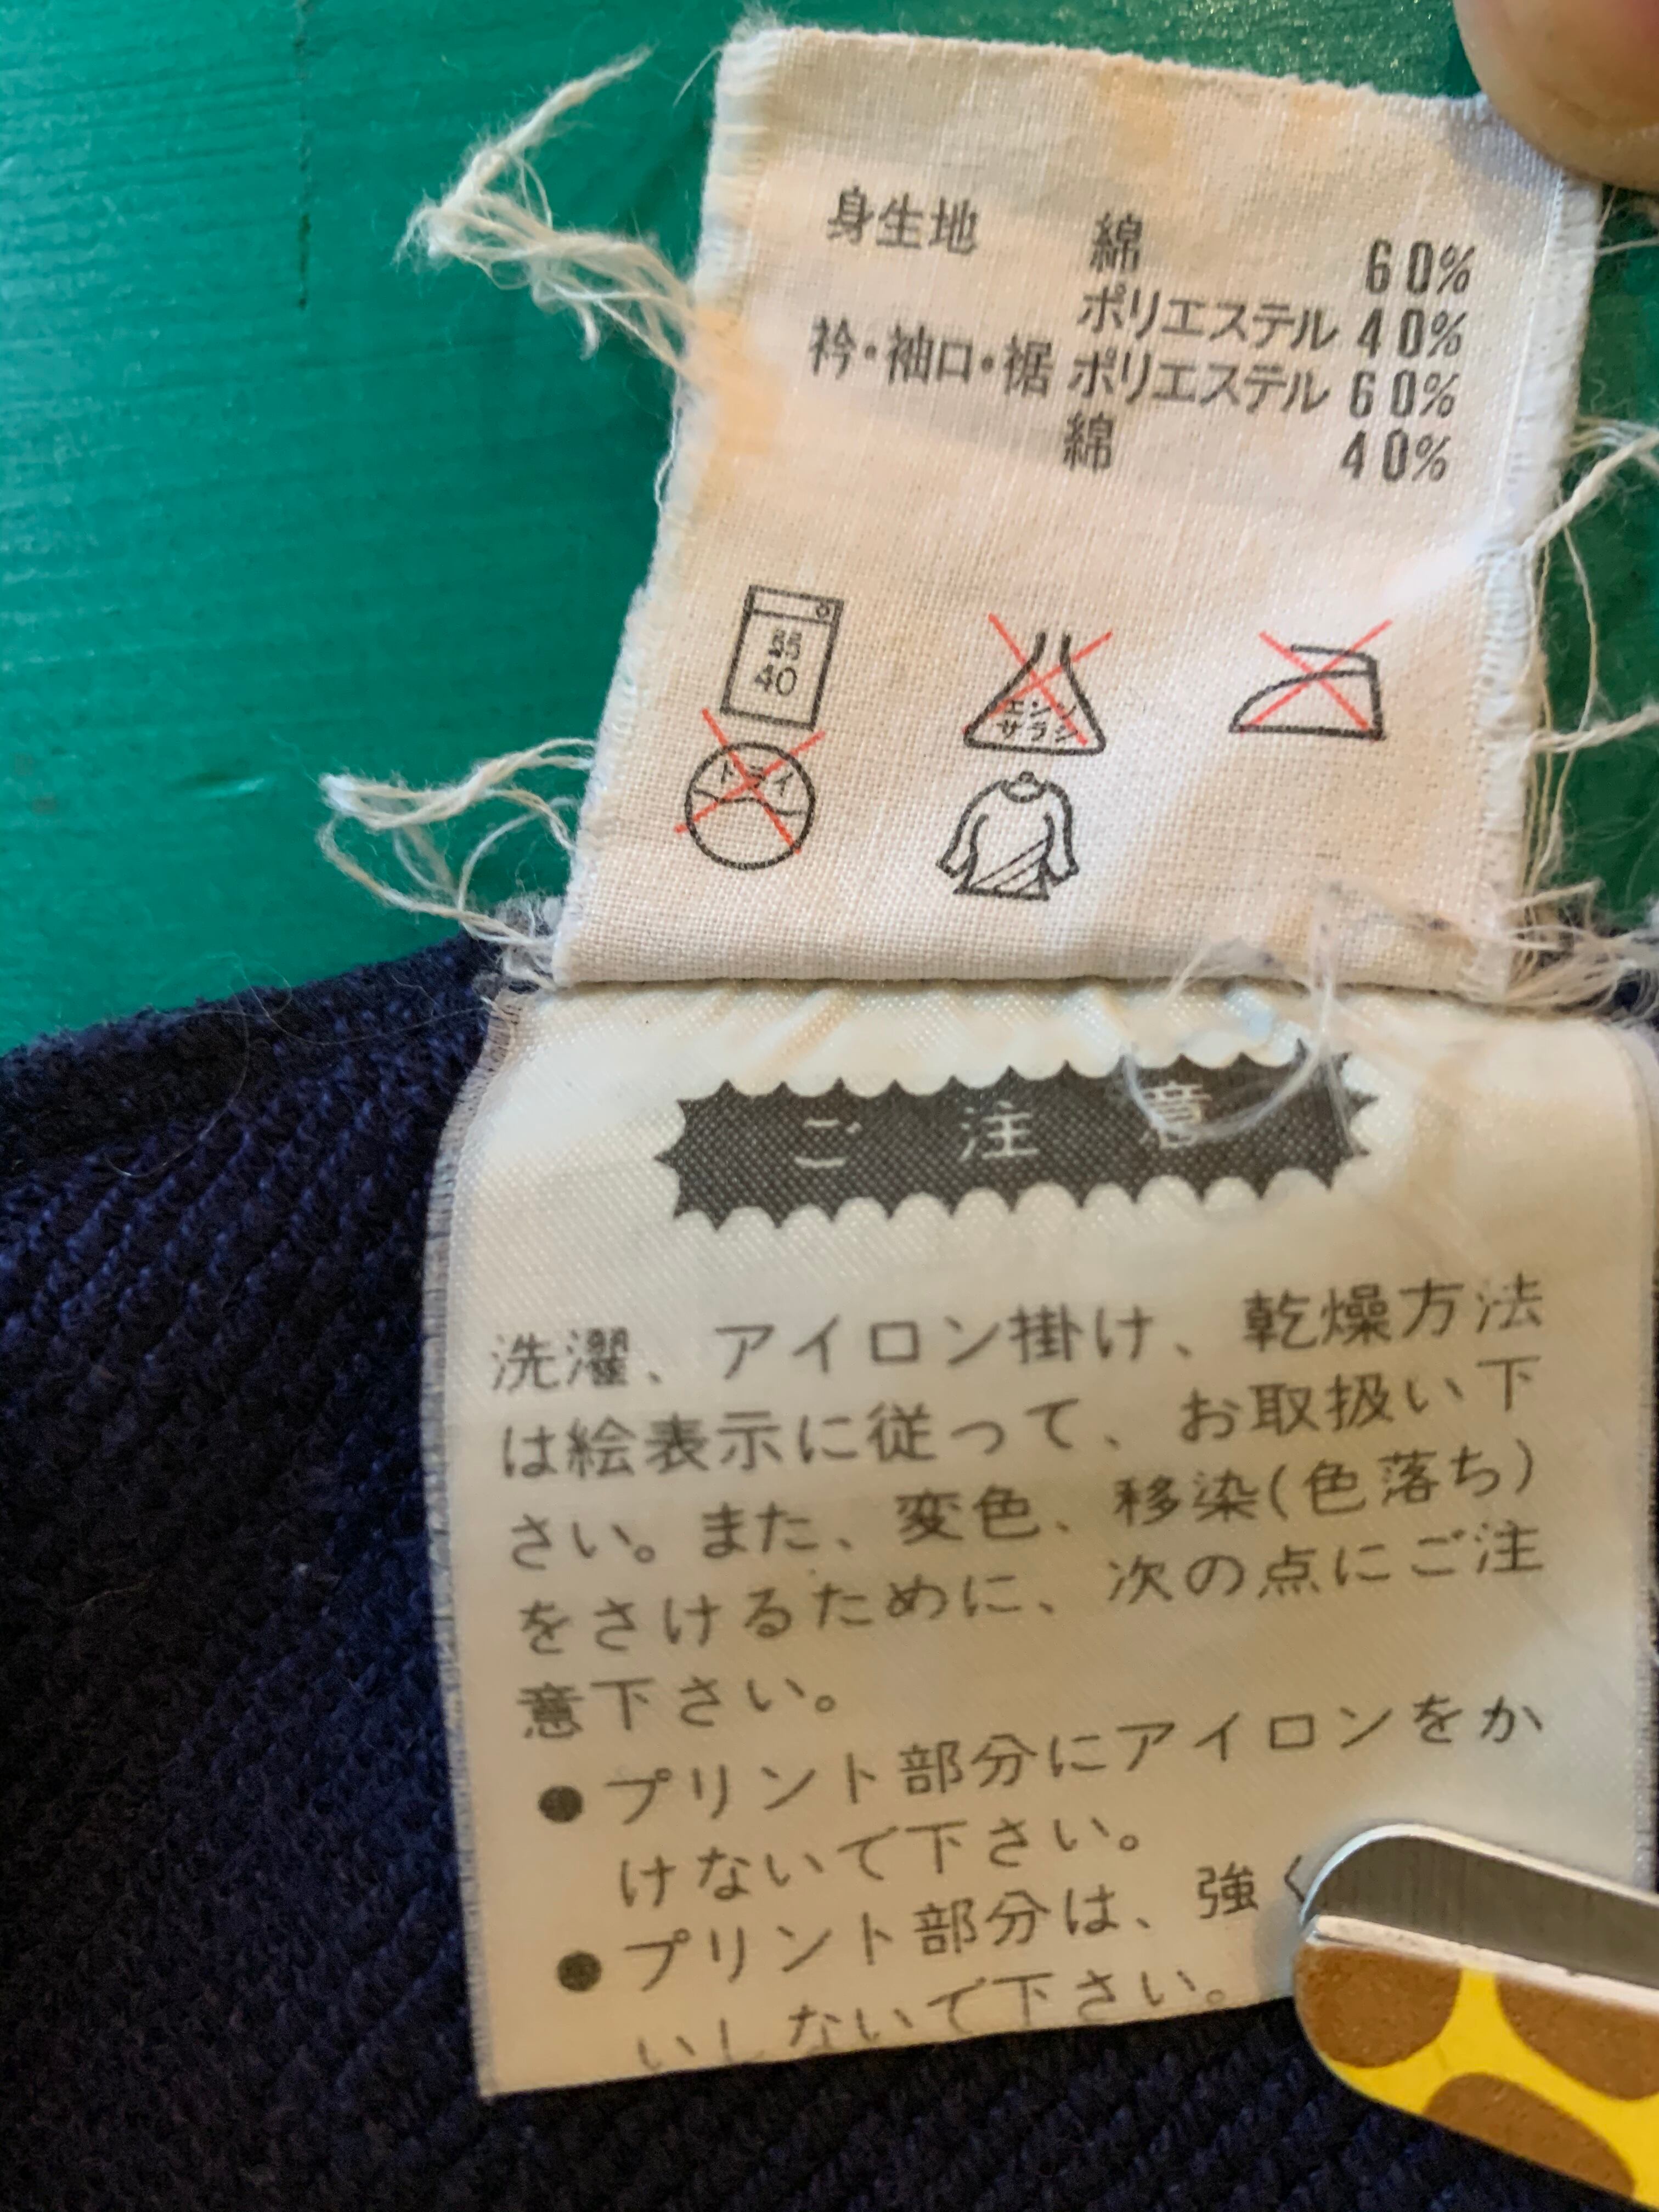 身生地 綿 60%
ポリエステル 40%
衿・袖口・裾 ポリエステル 60%
綿 40%
弱
40
エンソ
サラシ
ドライ
ご注意
洗濯、アイロン掛け、乾燥方法
は絵表示に従って、お取扱い下
さい。また、変色、移染(色落ち)
をさけるために、次の点にご注
意下さい。
●プリント部分にアイロンをか
けないで下さい。
●プリント部分は、強く
いしないで下さい。